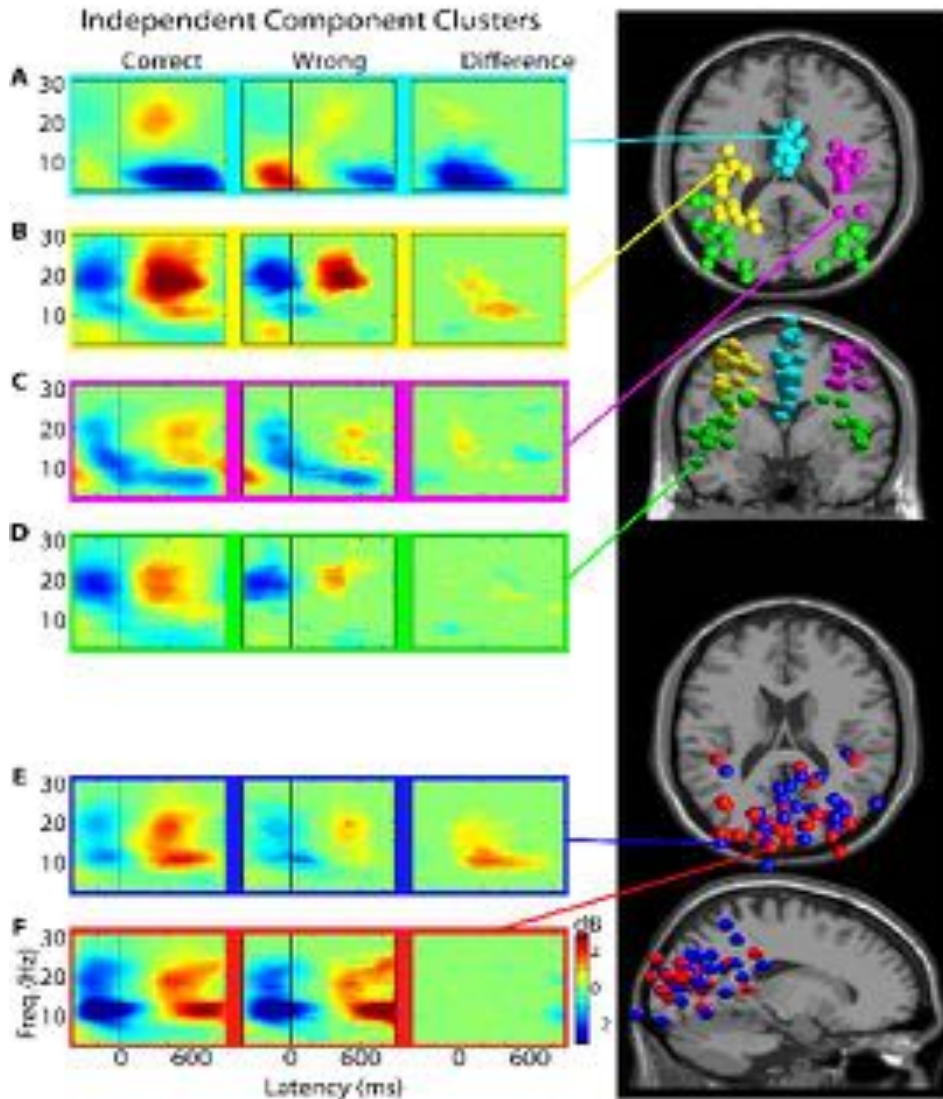 Independent Component Clusters
Correct Wrong Difference
A
30
20
10
B
30
20
10
C
30
20
10
D
30
20
10
E
30
20
10
F
30
20
10
Freq. (Hz)
dB
0
0 600 0 600 0 600
Latency (ms)